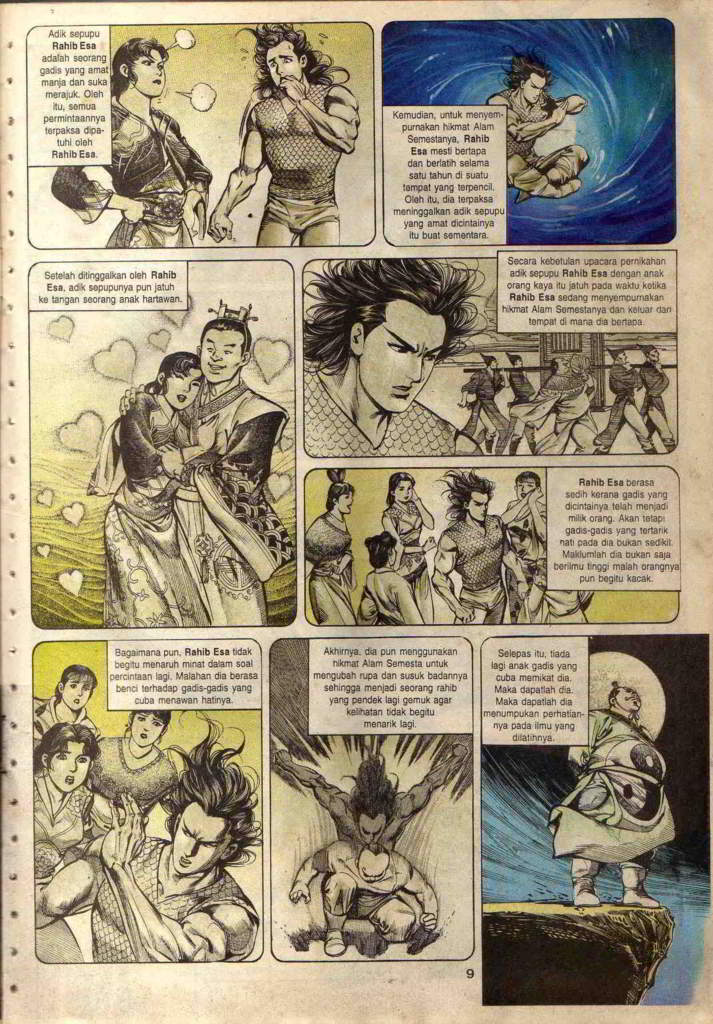 Adik sepupu
Rahib Esa
adalah seorang
gadis yang amat
manja dan suka
merajuk. Oleh
itu, semua
permintaannya
terpaksa dipa-
tuhi oleh
Rahib Esa.
Kemudian, untuk menyem-
purnakan hikmat Alam
Semestanya, Rahib
Esa mesti bertapa
dan berlatih selama
satu tahun di suatu
tempat yang terpencil.
Oleh itu, dia terpaksa
meninggalkan adik sepupu
yang amat dicintainya
itu buat sementara.
Setelah ditinggalkan oleh Rahib
Esa, adik sepupunya pun jatuh
ke tangan seorang anak hartawan.
Secara kebetulan upacara pernikahan
adik sepupu Rahib Esa dengan anak
orang kaya itu jatuh pada waktu ketika
Rahib Esa sedang menyempurnakan
hikmat Alam Semestanya dan keluar dari
tempat di mana dia bertapa.
Rahib Esa berasa
sedih kerana gadis yang
dicintainya telah menjadi
milik orang. Akan tetapi
gadis-gadis yang tertarik
hati pada dia bukan sedikit.
Maklumlah dia bukan saja
berilmu tinggi malah orangnya
pun begitu kacak.
Bagaimana pun, Rahib Esa tidak
begitu menaruh minat dalam soal
percintaan lagi. Malahan dia berasa
benci terhadap gadis-gadis yang
cuba menawan hatinya.
Akhirnya, dia pun menggunakan
hikmat Alam Semesta untuk
mengubah rupa dan susuk badannya
sehingga menjadi seorang rahib
yang pendek lagi gemuk agar
kelihatan tidak begitu
menarik lagi.
Selepas itu, tiada
lagi anak gadis yang
cuba memikat dia.
Maka dapatlah dia.
Maka dapatlah dia
menumpukan perhatian-
nya pada ilmu yang
dilatihnya.
9